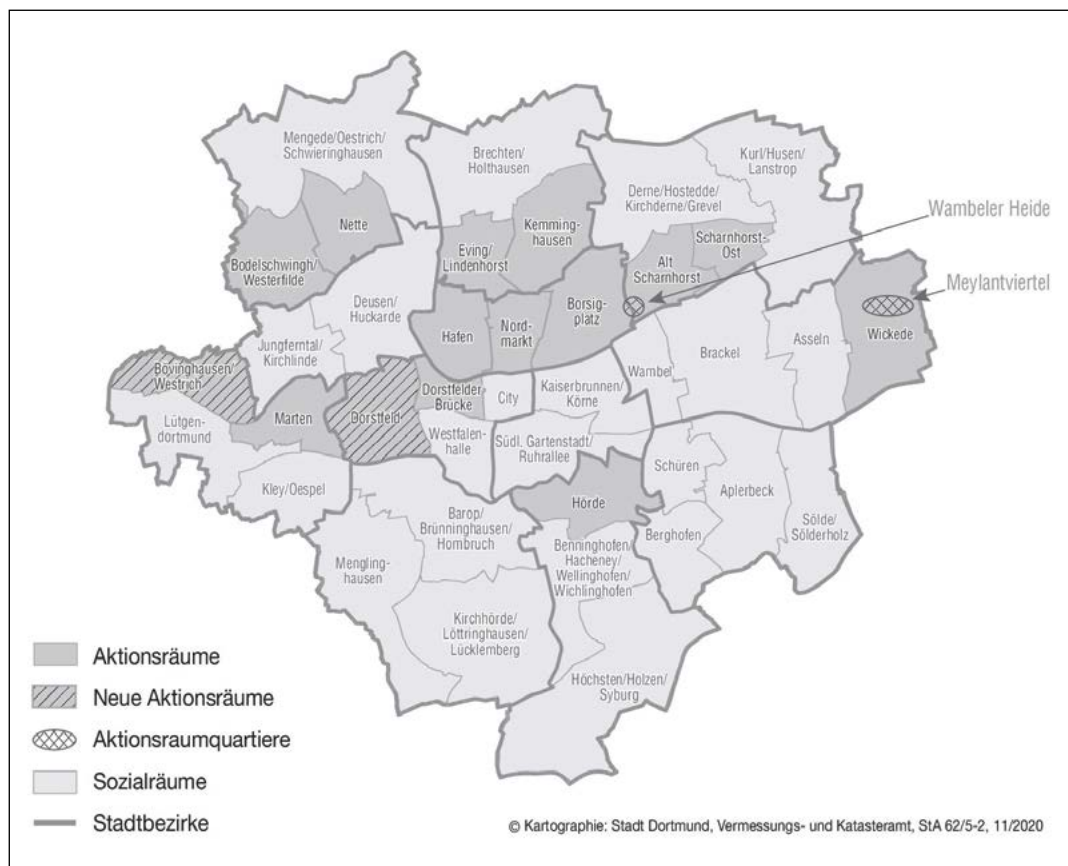 Mengede/Oestrich/
Schwieringhausen
Brechten/
Holthausen
Kurl/Husen/
Lanstrop
Derne/Hostedde/
Kirchderne/Grevel
Wambeler Heide
Nette
Kemming-
hausen
Scharnhorst-
Ost
Eving/
Lindenhorst
Alt
Scharnhorst
Bodelschwingh/
Westerfilde
Meylantviertel
Deusen/
Huckarde
Borsig-
platz
Hafen
Nord-
markt
Wickede
Jungferntal/
Kirchlinde
Brackel
Asseln
Wambel
Bövinghausen/
Westrich
Dorstfelder
Brücke
City
Kaiserbrunnen/
Körne
Lütgen-
dortmund
Marten
Dorstfeld
Westfalen-
halle
Südl. Gartenstadt/
Ruhrallee
Schüren
Kley/Oespel
Aplerbeck
Hörde
Barop/
Brünninghausen/
Hombruch
Sölde/
Sölderholz
Berghofen
Benninghofen/
Hacheney/
Wellinghofen/
Wichlinghofen
Mengling-
hausen
Kirchhörde/
Löttringhausen/
Lücklemberg
Höchsten/Holzen/
Syburg
Aktionsräume
Neue Aktionsräume
Aktionsraumquartiere
Sozialräume
Stadtbezirke
© Kartographie: Stadt Dortmund, Vermessungs- und Katasteramt, StA 62/5-2, 11/2020